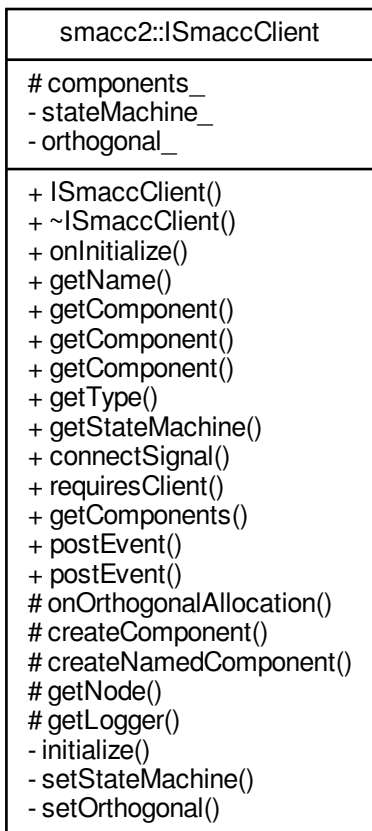 smacc2::ISmaccClient
# components_
- stateMachine_
- orthogonal_
+ ISmaccClient()
+ ~ISmaccClient()
+ onInitialize()
+ getName()
+ getComponent()
+ getComponent()
+ getComponent()
+ getType()
+ getStateMachine()
+ connectSignal()
+ requiresClient()
+ getComponents()
+ postEvent()
+ postEvent()
# onOrthogonalAllocation()
# createComponent()
# createNamedComponent()
# getNode()
# getLogger()
- initialize()
- setStateMachine()
- setOrthogonal()